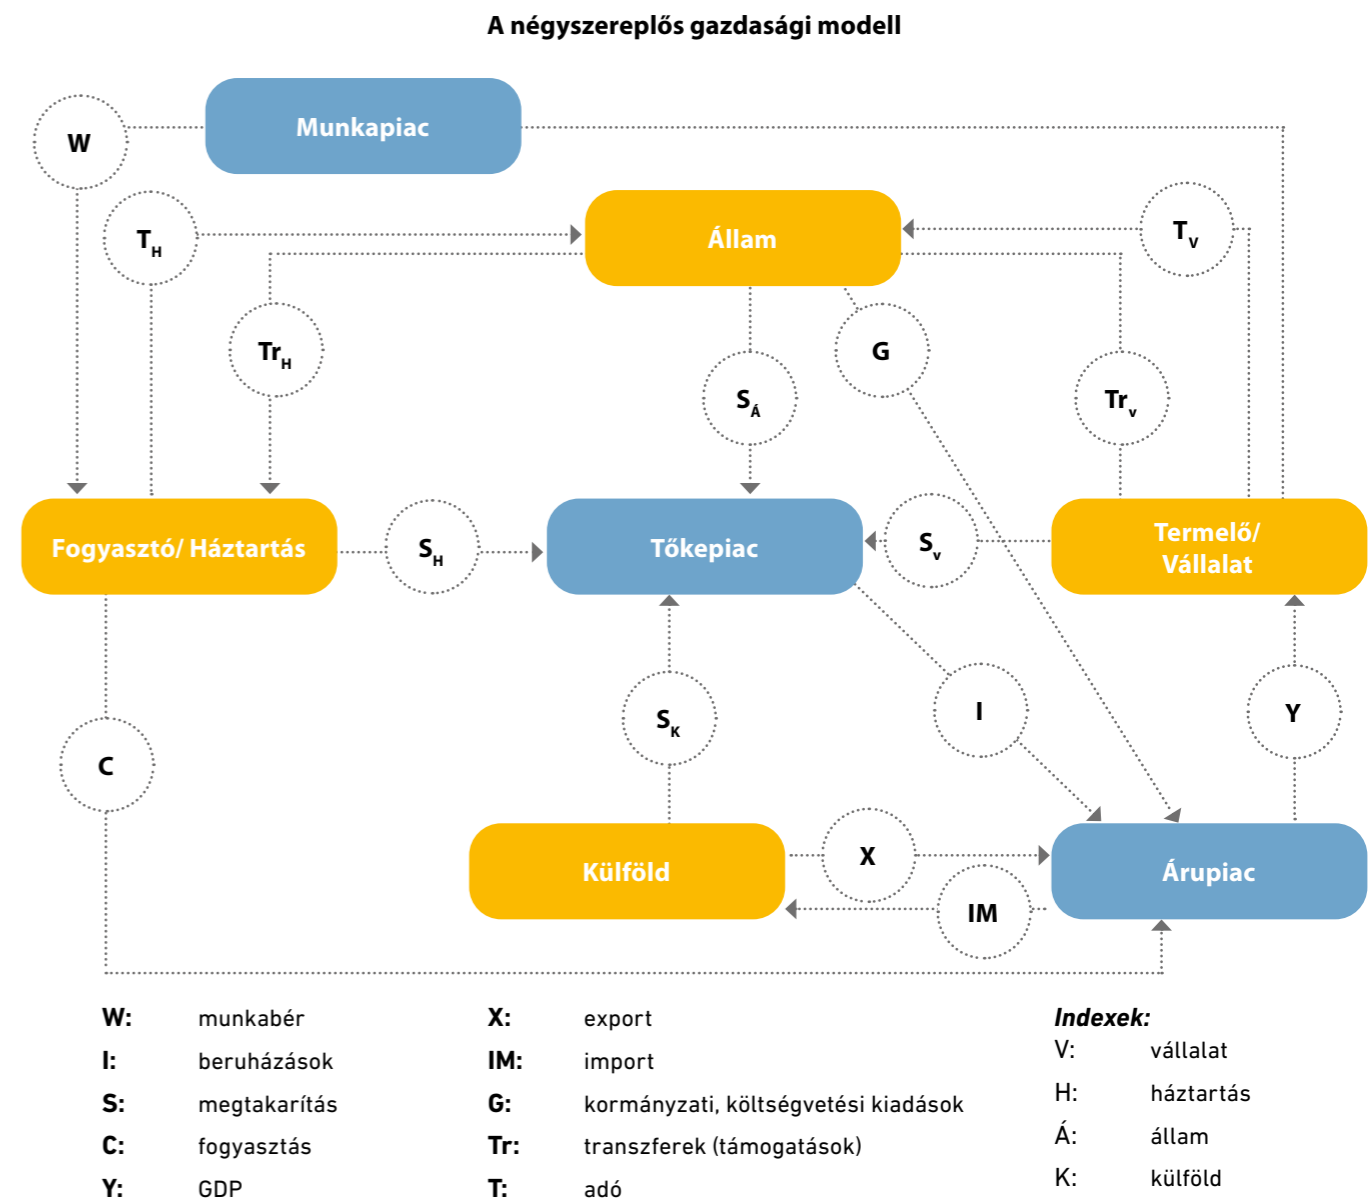 A négyszereplős gazdasági modell
Munkapiac
W
T_H
Állam
T_V
Tr_H
G
S_Á
Tr_v
Fogyasztó/ Háztartás
S_H
Tőkepiac
S_v
Termelő/
Vállalat
S_K
I
Y
C
Külföld
X
IM
Árupiac
W: munkabér
I: beruházások
S: megtakarítás
C: fogyasztás
Y: GDP
X: export
IM: import
G: kormányzati, költségvetési kiadások
Tr: transzferek (támogatások)
T: adó
Indexek:
V: vállalat
H: háztartás
Á: állam
K: külföld